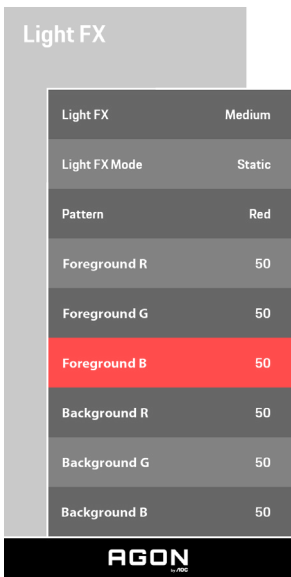 Light FX
Light FX Medium
Light FX Mode Static
Pattern Red
Foreground R 50
Foreground G 50
Foreground B 50
Background R 50
Background G 50
Background B 50
AGON
by AOC